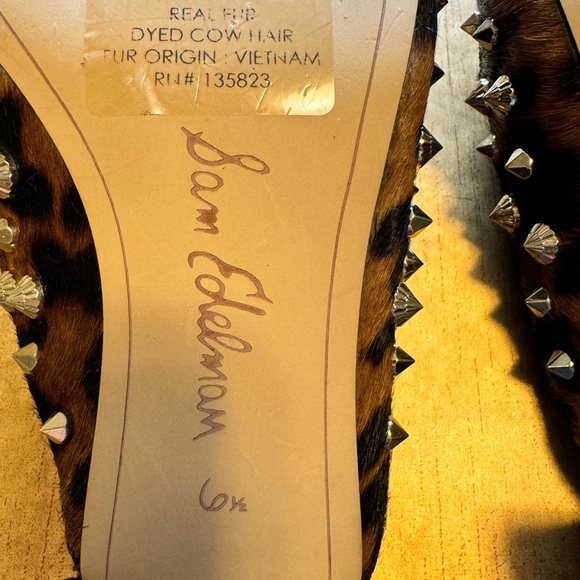 REAL FUR
DYED COW HAIR
FUR ORIGIN : VIETNAM
RN# 135823
Sam Edelman 6½